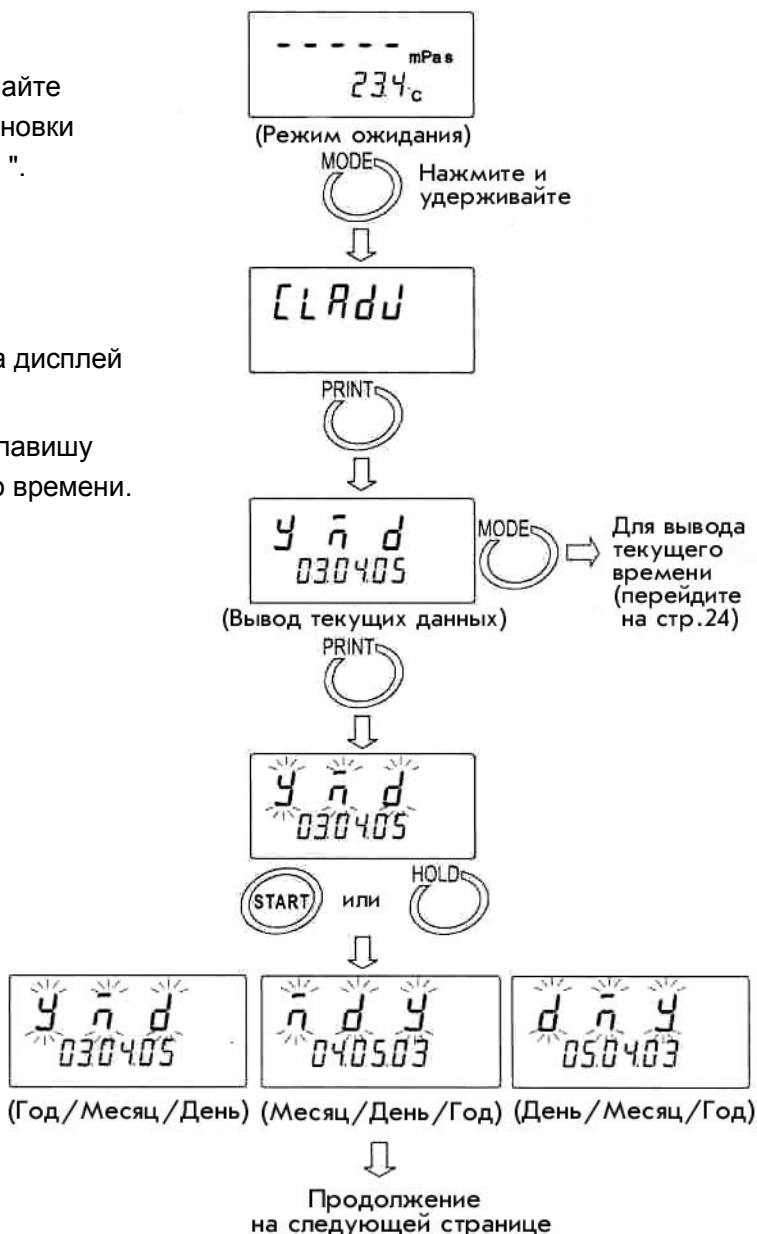 - - - - - mPas
23.4 C
(Режим ожидания)
айте
новки
".
MODE
Нажмите и
удерживайте
CLAdJ
а дисплей
PRINT
лавишу
о времени.
y m d
03.04.05
MODE
Для вывода
текущего
времени
(перейдите
на стр.24)
(Вывод текущих данных)
PRINT
y m d
03.04.05
START
или
HOLD
y m d
03.04.05
m d y
04.05.03
d m y
05.04.03
(Год/Месяц/День)
(Месяц/День/Год)
(День/Месяц/Год)
Продолжение
на следующей странице